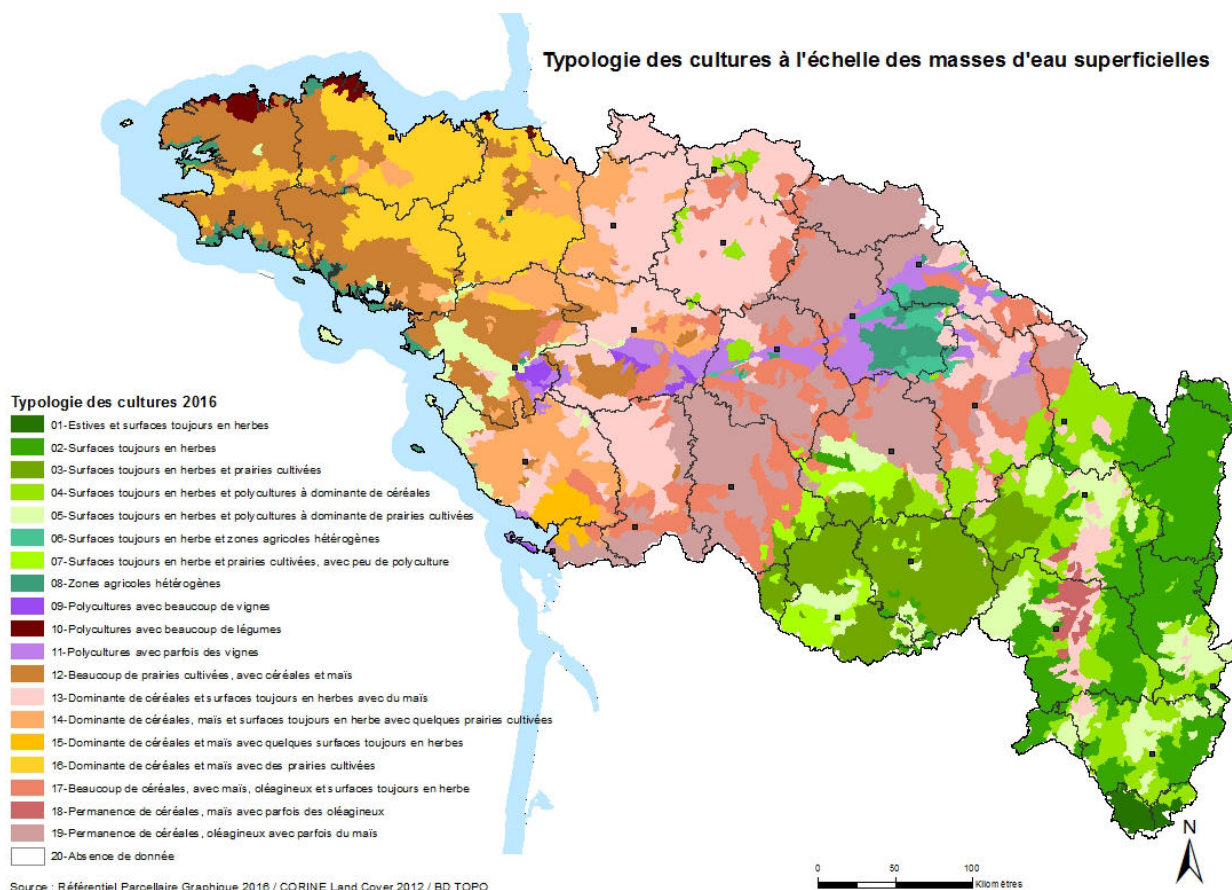 Typologie des cultures à l'échelle des masses d'eau superficielles
Typologie des cultures 2016
01-Estives et surfaces toujours en herbes
02-Surfaces toujours en herbes
03-Surfaces toujours en herbes et prairies cultivées
04-Surfaces toujours en herbes et polycultures à dominante de céréales
05-Surfaces toujours en herbes et polycultures à dominante de prairies cultivées
06-Surfaces toujours en herbe et zones agricoles hétérogènes
07-Surfaces toujours en herbe et prairies cultivées, avec peu de polyculture
08-Zones agricoles hétérogènes
09-Polycultures avec beaucoup de vignes
10-Polycultures avec beaucoup de légumes
11-Polycultures avec parfois des vignes
12-Beaucoup de prairies cultivées, avec céréales et maïs
13-Dominante de céréales et surfaces toujours en herbes avec du maïs
14-Dominante de céréales, maïs et surfaces toujours en herbe avec quelques prairies cultivées
15-Dominante de céréales et maïs avec quelques surfaces toujours en herbes
16-Dominante de céréales et maïs avec des prairies cultivées
17-Beaucoup de céréales, avec maïs, oléagineux et surfaces toujours en herbe
18-Permanence de céréales, maïs avec parfois des oléagineux
19-Permanence de céréales, oléagineux avec parfois du maïs
20-Absence de donnée
N
0 50 100
Kilomètres
Source : Référentiel Parcellaire Graphique 2016 / CORINE Land Cover 2012 / BD TOPO